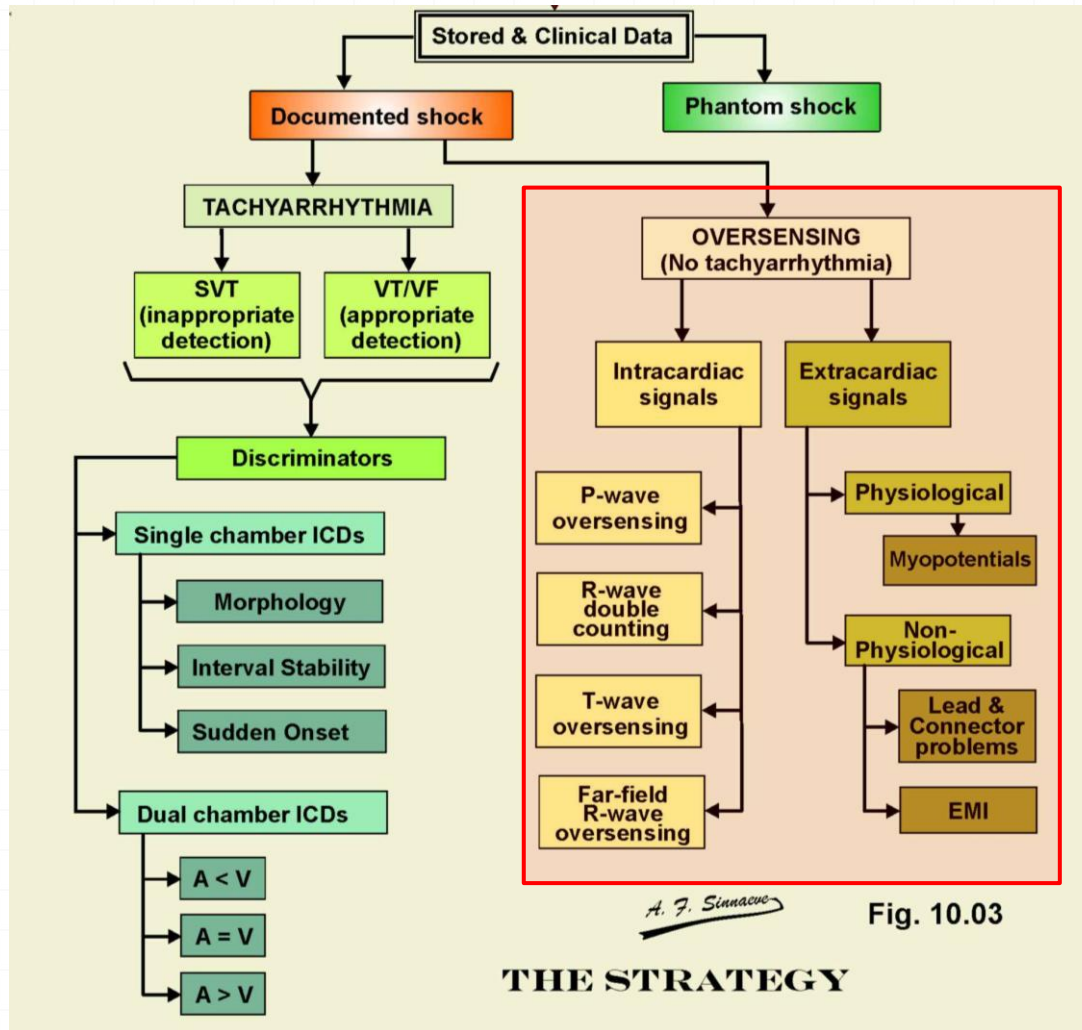 Stored & Clinical Data
Documented shock
Phantom shock
TACHYARRHYTHMIA
SVT
(inappropriate
detection)
VT/VF
(appropriate
detection)
Discriminators
Single chamber ICDs
Morphology
Interval Stability
Sudden Onset
Dual chamber ICDs
A < V
A = V
A > V
OVERSENSING
(No tachyarrhythmia)
Intracardiac
signals
P-wave
oversensing
R-wave
double
counting
T-wave
oversensing
Far-field
R-wave
oversensing
Extracardiac
signals
Physiological
Myopotentials
Non-
Physiological
Lead &
Connector
problems
EMI
A. F. Sinnaeve
Fig. 10.03
THE STRATEGY